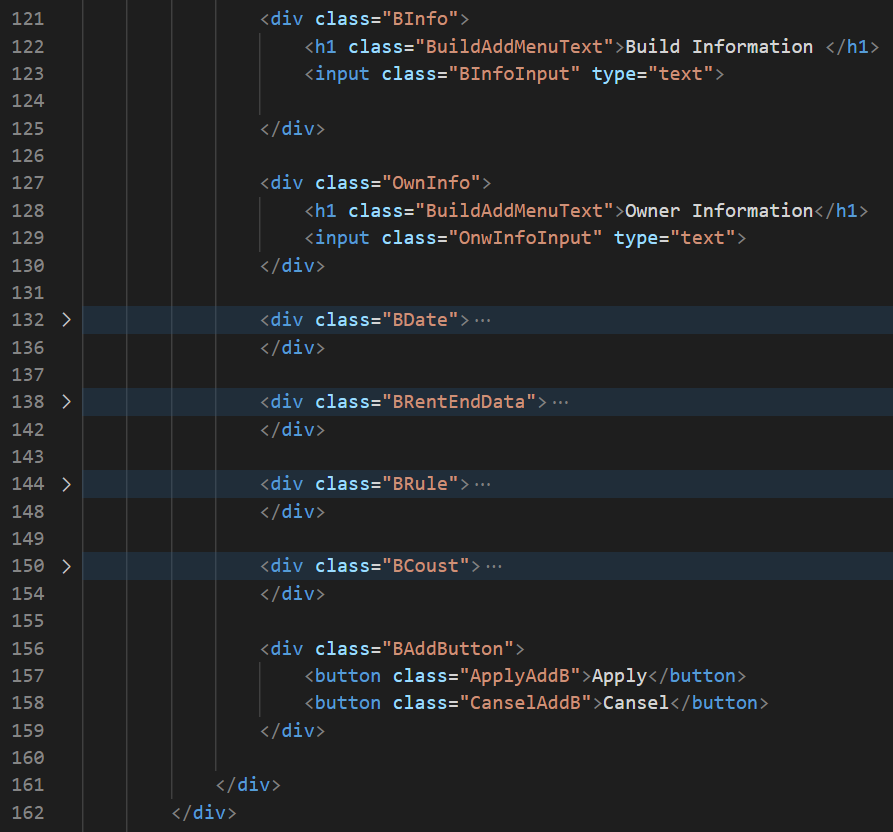 121 <div class="BInfo">
122 <h1 class="BuildAddMenuText">Build Information </h1>
123 <input class="BInfoInput" type="text">
124
125 </div>
126
127 <div class="OwnInfo">
128 <h1 class="BuildAddMenuText">Owner Information</h1>
129 <input class="OnwInfoInput" type="text">
130 </div>
131
132 > <div class="BDate">···
136 </div>
137
138 > <div class="BRentEndData">···
142 </div>
143
144 > <div class="BRule">···
148 </div>
149
150 > <div class="BCoust">···
154 </div>
155
156 <div class="BAddButton">
157 <button class="ApplyAddB">Apply</button>
158 <button class="CanselAddB">Cansel</button>
159 </div>
160
161 </div>
162 </div>